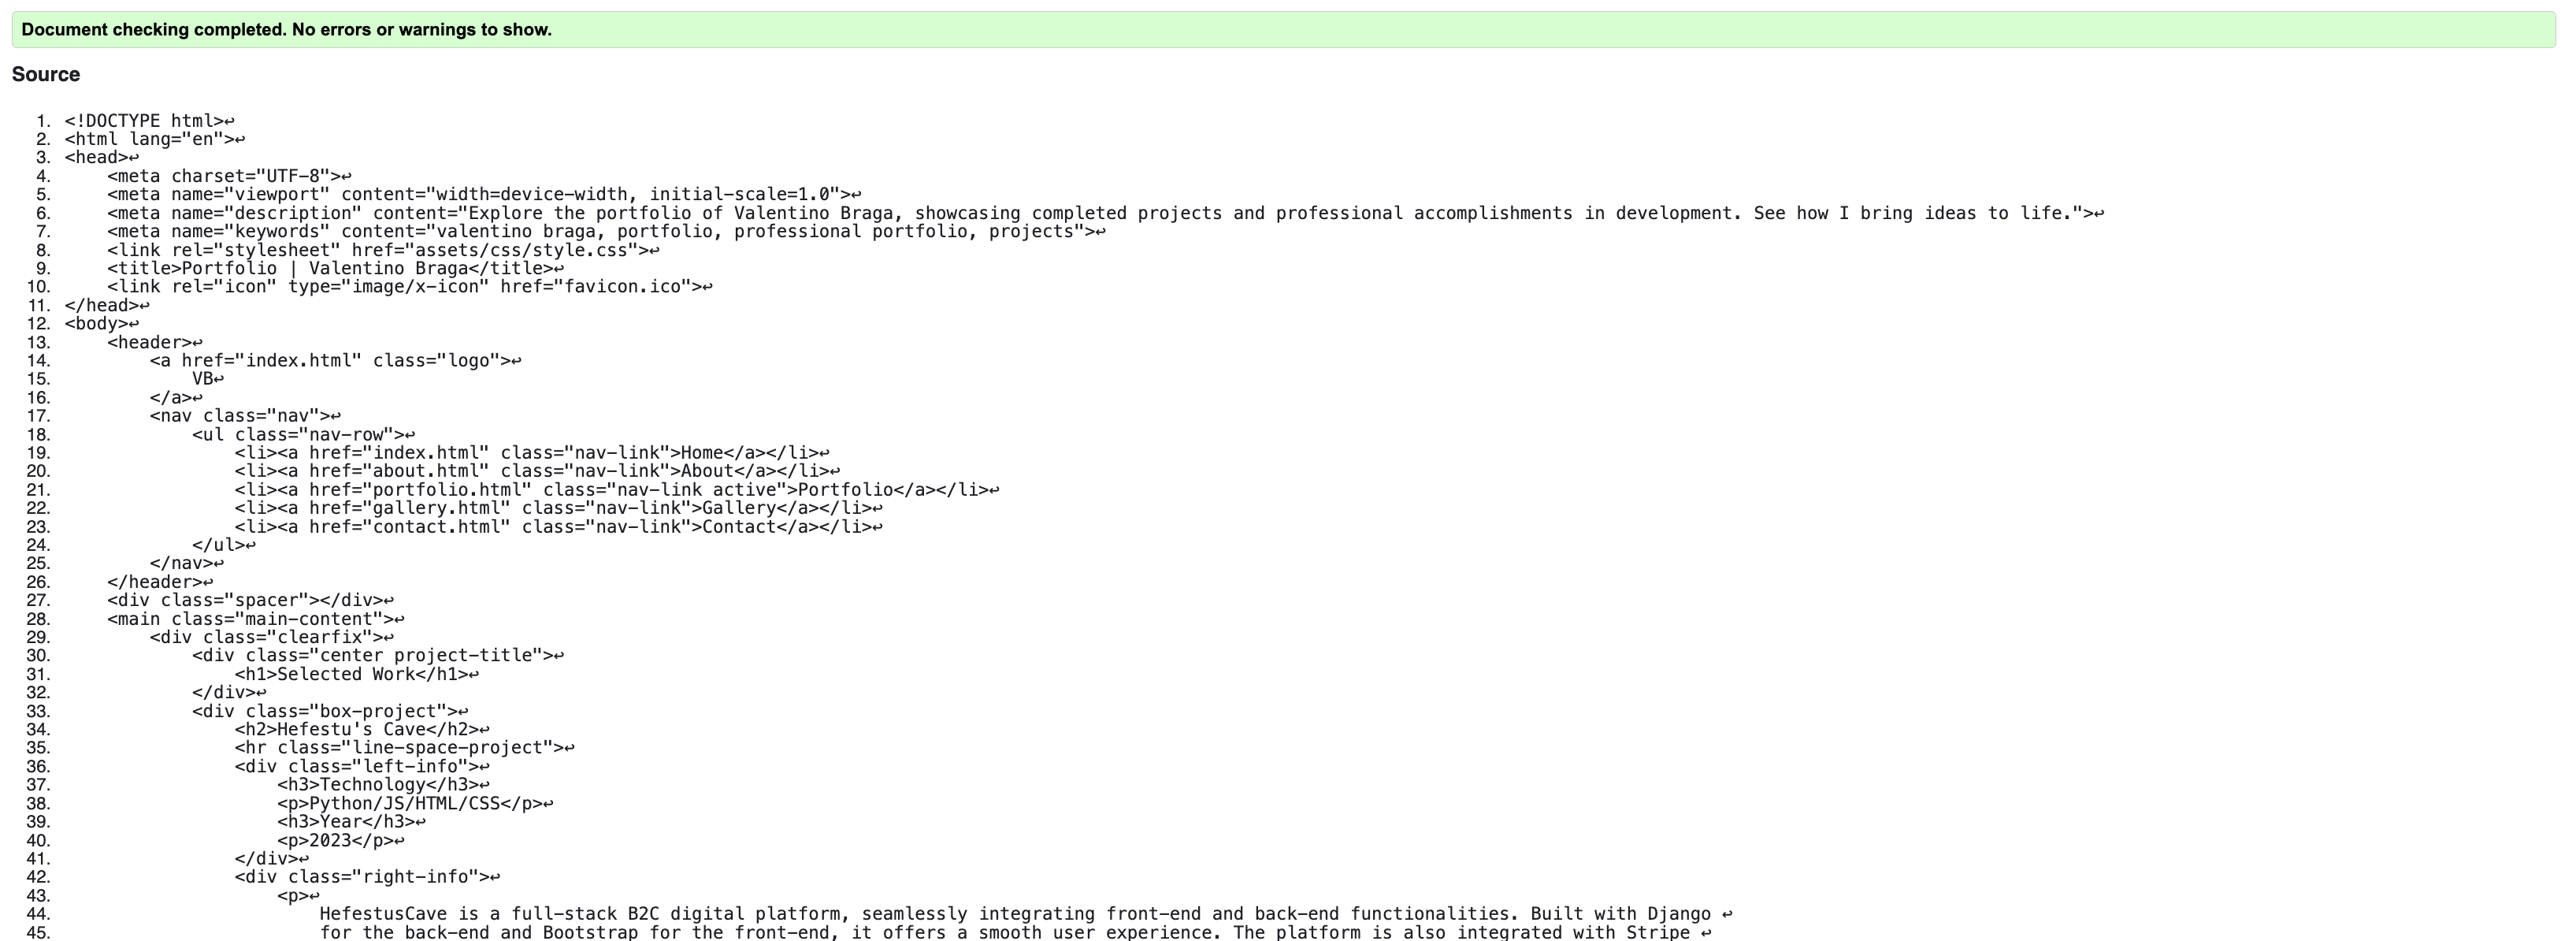 Document checking completed. No errors or warnings to show.
Source
1. <!DOCTYPE html>↩
2. <html lang="en">↩
3. <head>↩
4.     <meta charset="UTF-8">↩
5.     <meta name="viewport" content="width=device-width, initial-scale=1.0">↩
6.     <meta name="description" content="Explore the portfolio of Valentino Braga, showcasing completed projects and professional accomplishments in development. See how I bring ideas to life.">↩
7.     <meta name="keywords" content="valentino braga, portfolio, professional portfolio, projects">↩
8.     <link rel="stylesheet" href="assets/css/style.css">↩
9.     <title>Portfolio | Valentino Braga</title>↩
10.     <link rel="icon" type="image/x-icon" href="favicon.ico">↩
11. </head>↩
12. <body>↩
13.     <header>↩
14.         <a href="index.html" class="logo">↩
15.             VB↩
16.         </a>↩
17.         <nav class="nav">↩
18.             <ul class="nav-row">↩
19.                 <li><a href="index.html" class="nav-link">Home</a></li>↩
20.                 <li><a href="about.html" class="nav-link">About</a></li>↩
21.                 <li><a href="portfolio.html" class="nav-link active">Portfolio</a></li>↩
22.                 <li><a href="gallery.html" class="nav-link">Gallery</a></li>↩
23.                 <li><a href="contact.html" class="nav-link">Contact</a></li>↩
24.             </ul>↩
25.         </nav>↩
26.     </header>↩
27.     <div class="spacer"></div>↩
28.     <main class="main-content">↩
29.         <div class="clearfix">↩
30.             <div class="center project-title">↩
31.                 <h1>Selected Work</h1>↩
32.             </div>↩
33.             <div class="box-project">↩
34.                 <h2>Hefestu's Cave</h2>↩
35.                 <hr class="line-space-project">↩
36.                 <div class="left-info">↩
37.                     <h3>Technology</h3>↩
38.                     <p>Python/JS/HTML/CSS</p>↩
39.                     <h3>Year</h3>↩
40.                     <p>2023</p>↩
41.                 </div>↩
42.                 <div class="right-info">↩
43.                     <p>↩
44.                         HefestusCave is a full-stack B2C digital platform, seamlessly integrating front-end and back-end functionalities. Built with Django ↩
45.                         for the back-end and Bootstrap for the front-end, it offers a smooth user experience. The platform is also integrated with Stripe ↩